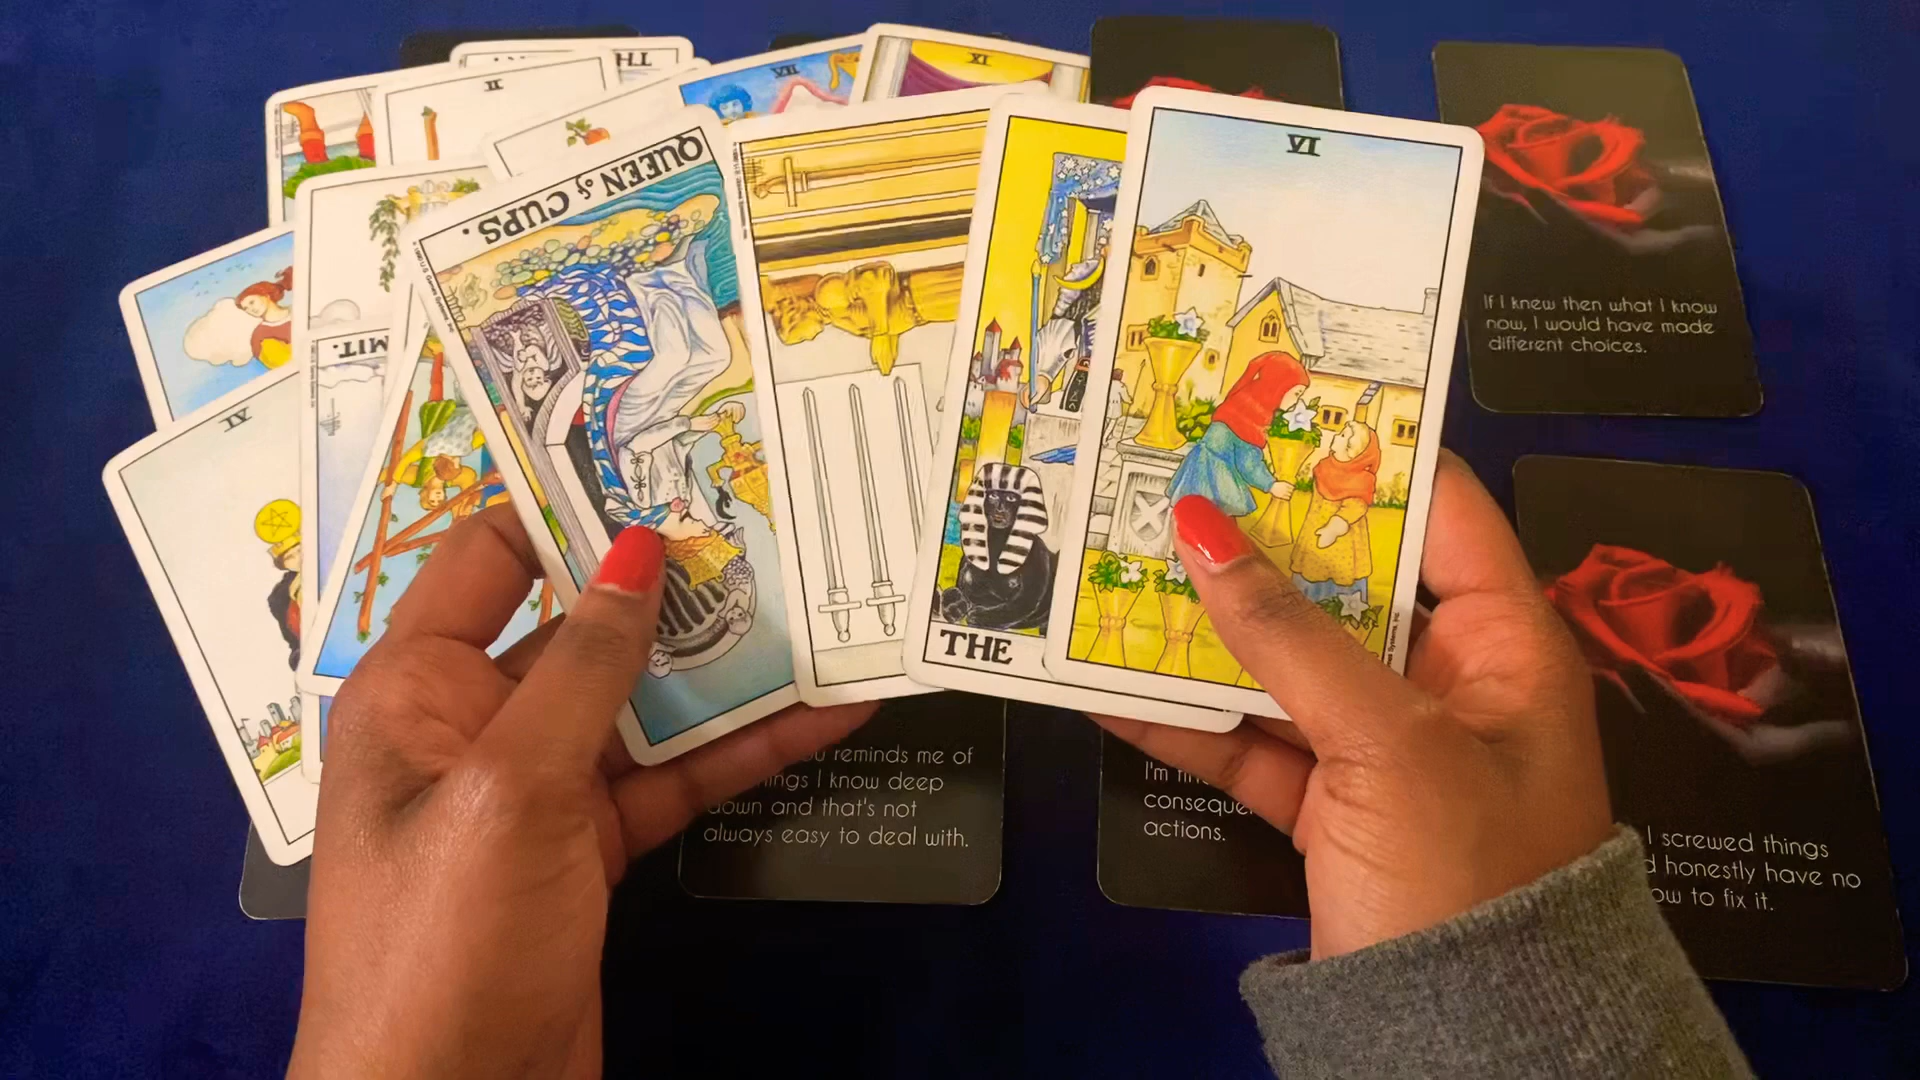 TH
II
VII
XI
QUEEN of CUPS.
VI
MIT.
IV
THE
If I knew then what I know
now, I would have made
different choices.
reminds me of
I know deep
down and that's not
always easy to deal with.
I'm
actions.
I screwed things
honestly have no
to fix it.